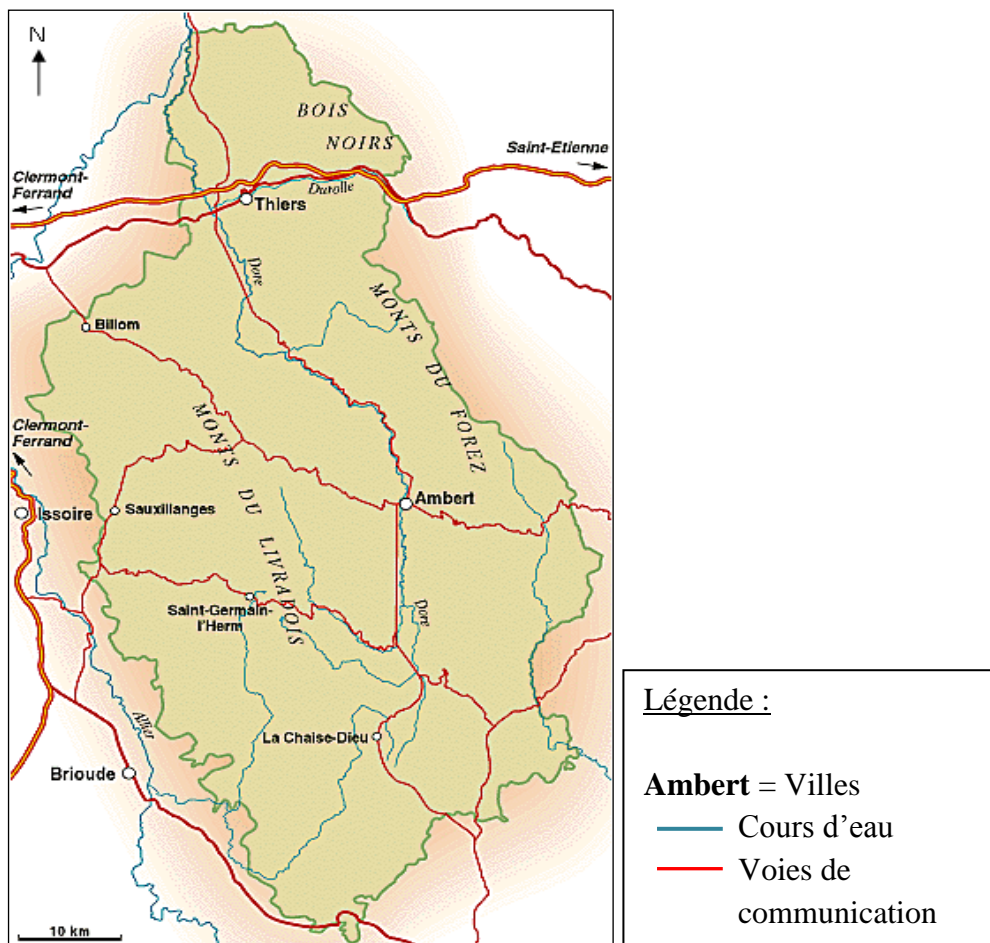 N
BOIS
NOIRS
Saint-Etienne
Clermont-
Ferrand
Durolle
Thiers
Dore
MONTS DU FOREZ
Billom
Clermont-
Ferrand
MONTS DU LIVRADOIS
Ambert
Issoire
Sauxillanges
Saint-Germain-
l'Herm
Dore
Allier
La Chaise-Dieu
Brioude
10 km
Légende :
Ambert = Villes
Cours d’eau
Voies de
communication